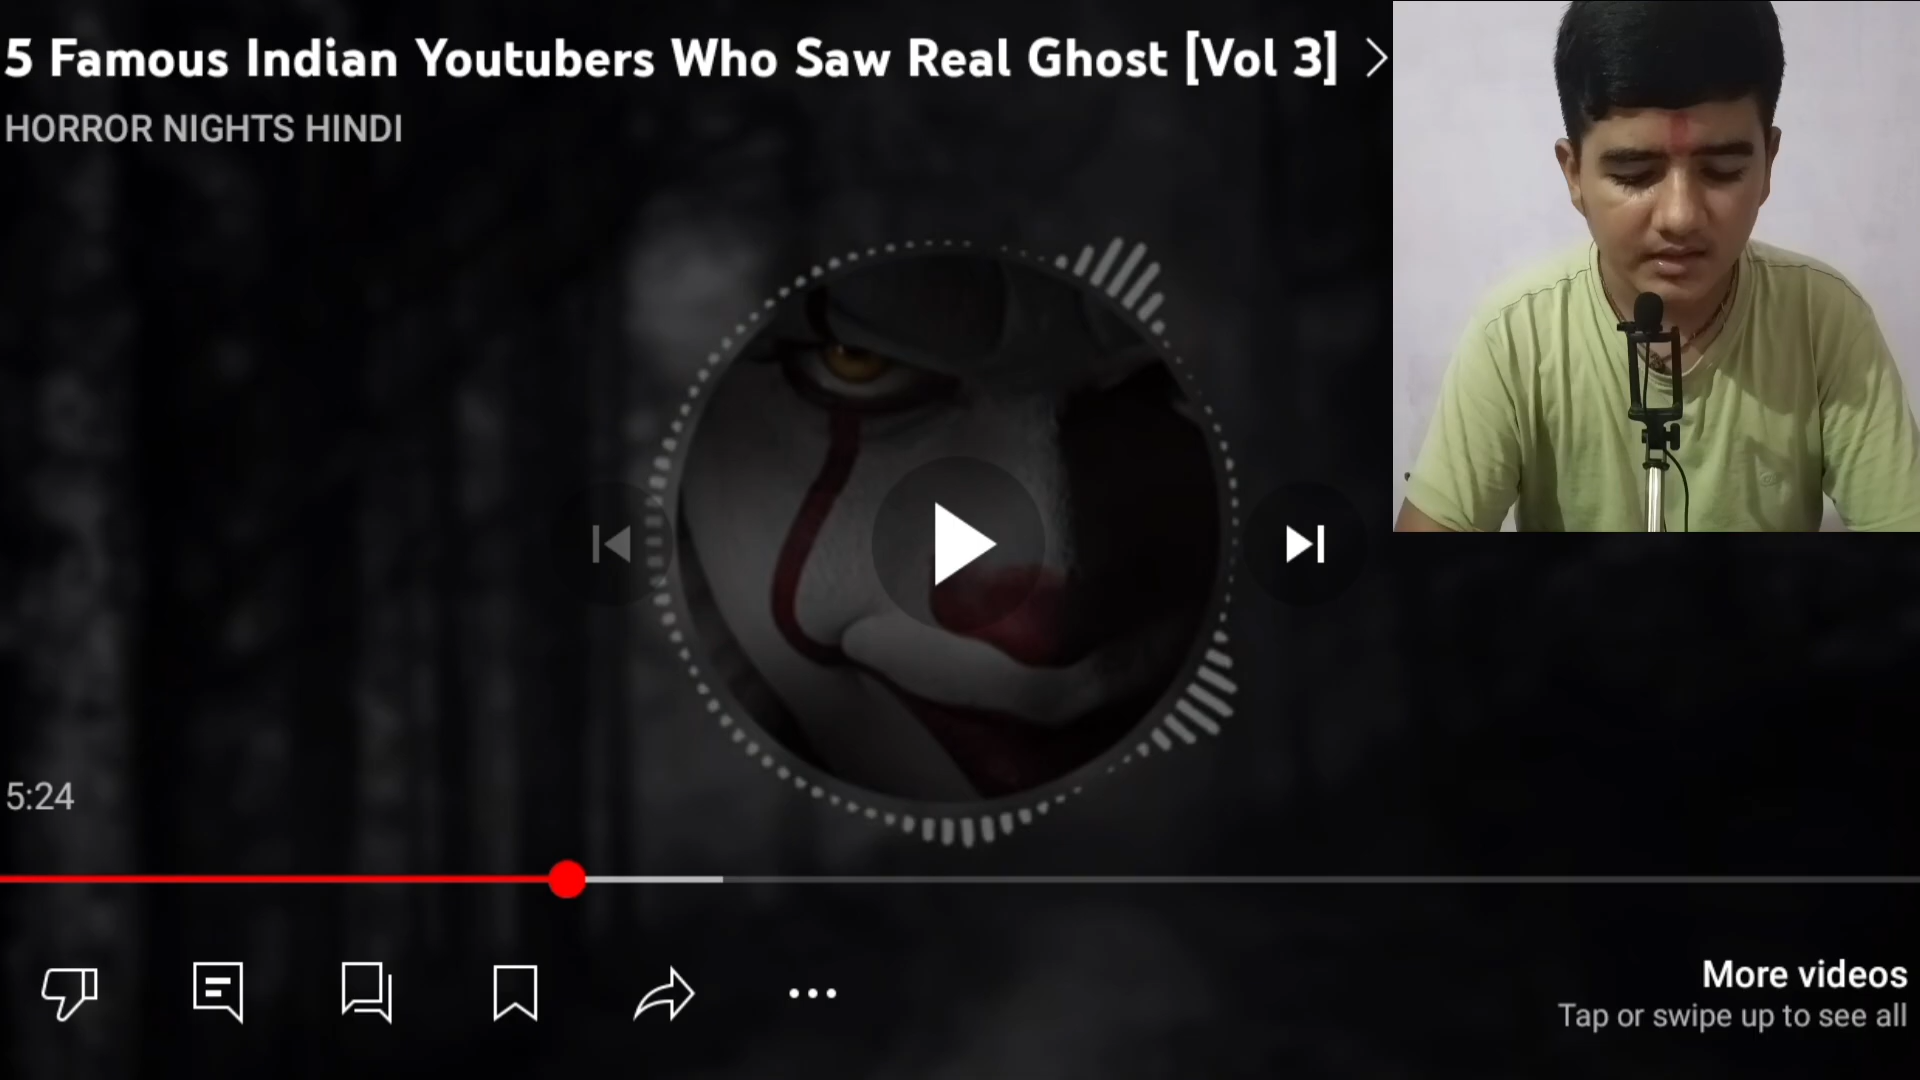 5 Famous Indian Youtubers Who Saw Real Ghost [Vol 3]
HORROR NIGHTS HINDI
5:24
More videos
Tap or swipe up to see all